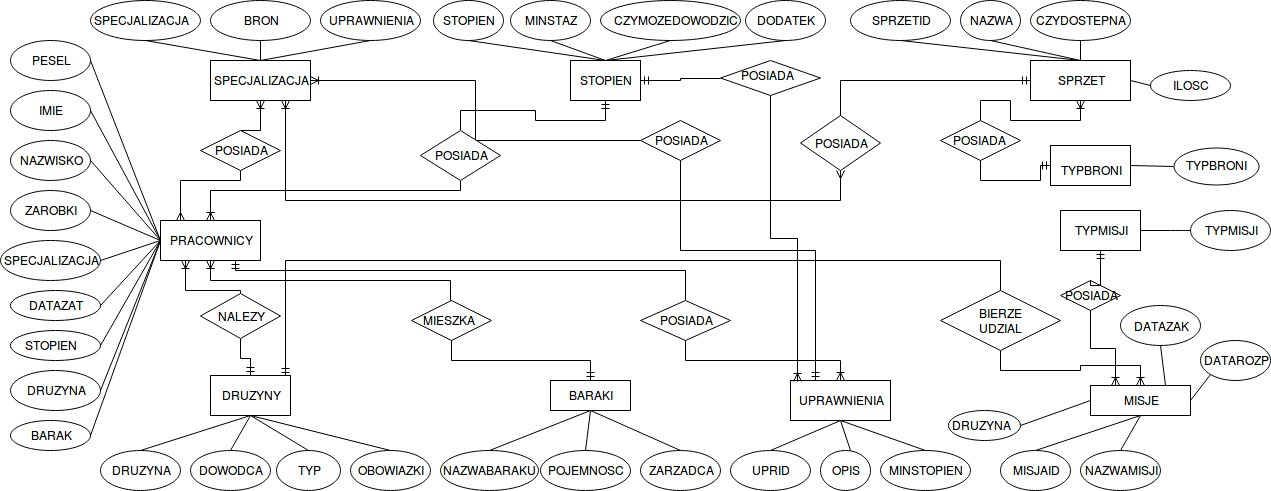 SPECJALIZACJA
BRON
UPRAWNIENIA
STOPIEN
MINSTAZ
CZYMOZEDOWODZIC
DODATEK
SPRZETID
NAZWA
CZYDOSTEPNA
PESEL
SPECJALIZACJA
STOPIEN
POSIADA
SPRZET
ILOSC
IMIE
POSIADA
POSIADA
POSIADA
POSIADA
POSIADA
NAZWISKO
TYPBRONI
TYPBRONI
ZAROBKI
PRACOWNICY
TYPMISJI
TYPMISJI
SPECJALIZACJA
DATAZAT
POSIADA
NALEZY
MIESZKA
POSIADA
BIERZE
UDZIAL
DATAZAK
STOPIEN
DATAROZP
DRUZYNA
DRUZYNY
BARAKI
UPRAWNIENIA
MISJE
BARAK
DRUZYNA
DRUZYNA
DOWODCA
TYP
OBOWIAZKI
NAZWABARAKU
POJEMNOSC
ZARZADCA
UPRID
OPIS
MINSTOPIEN
MISJAID
NAZWAMISJI